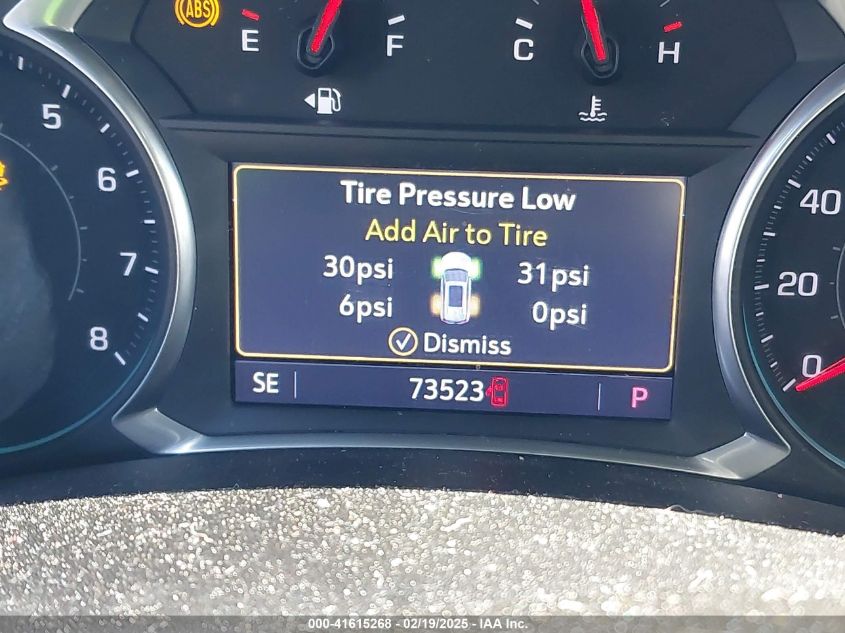 ABS
E F C H
5
6
7
8
40
20
0
Tire Pressure Low
Add Air to Tire
30psi 31psi
6psi 0psi
Dismiss
SE 73523 P
000-41615268 - 02/19/2025 - IAA Inc.